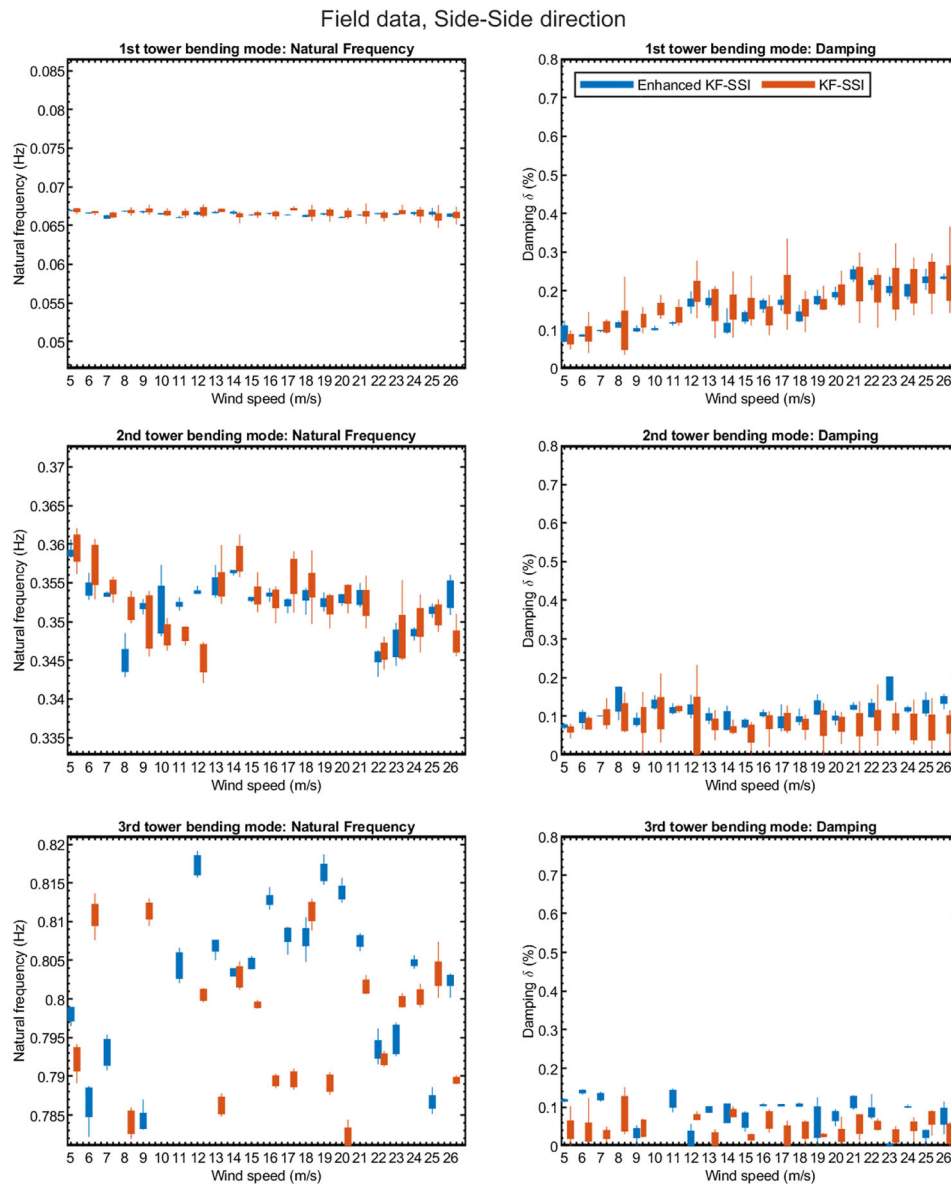 Field data, Side-Side direction
1st tower bending mode: Natural Frequency
0.085
0.08
0.075
0.07
0.065
0.06
0.055
0.05
Natural frequency (Hz)
5 6 7 8 9 10 11 12 13 14 15 16 17 18 19 20 21 22 23 24 25 26
Wind speed (m/s)
1st tower bending mode: Damping
Enhanced KF-SSI KF-SSI
0.8
0.6
0.5
0.4
0.3
0.2
0.1
0
Damping δ (%)
5 6 7 8 9 10 11 12 13 14 15 16 17 18 19 20 21 22 23 24 25 26
Wind speed (m/s)
2nd tower bending mode: Natural Frequency
0.37
0.365
0.36
0.355
0.35
0.345
0.34
0.335
Natural frequency (Hz)
5 6 7 8 9 10 11 12 13 14 15 16 17 18 19 20 21 22 23 24 25 26
Wind speed (m/s)
2nd tower bending mode: Damping
0.8
0.6
0.5
0.4
0.3
0.2
0.1
0
Damping δ (%)
5 6 7 8 9 10 11 12 13 14 15 16 17 18 19 20 21 22 23 24 25 26
Wind speed (m/s)
3rd tower bending mode: Natural Frequency
0.82
0.815
0.81
0.805
0.8
0.795
0.79
0.785
Natural frequency (Hz)
5 6 7 8 9 10 11 12 13 14 15 16 17 18 19 20 21 22 23 24 25 26
Wind speed (m/s)
3rd tower bending mode: Damping
0.8
0.6
0.5
0.4
0.3
0.2
0.1
0
Damping δ (%)
5 6 7 8 9 10 11 12 13 14 15 16 17 18 19 20 21 22 23 24 25 26
Wind speed (m/s)